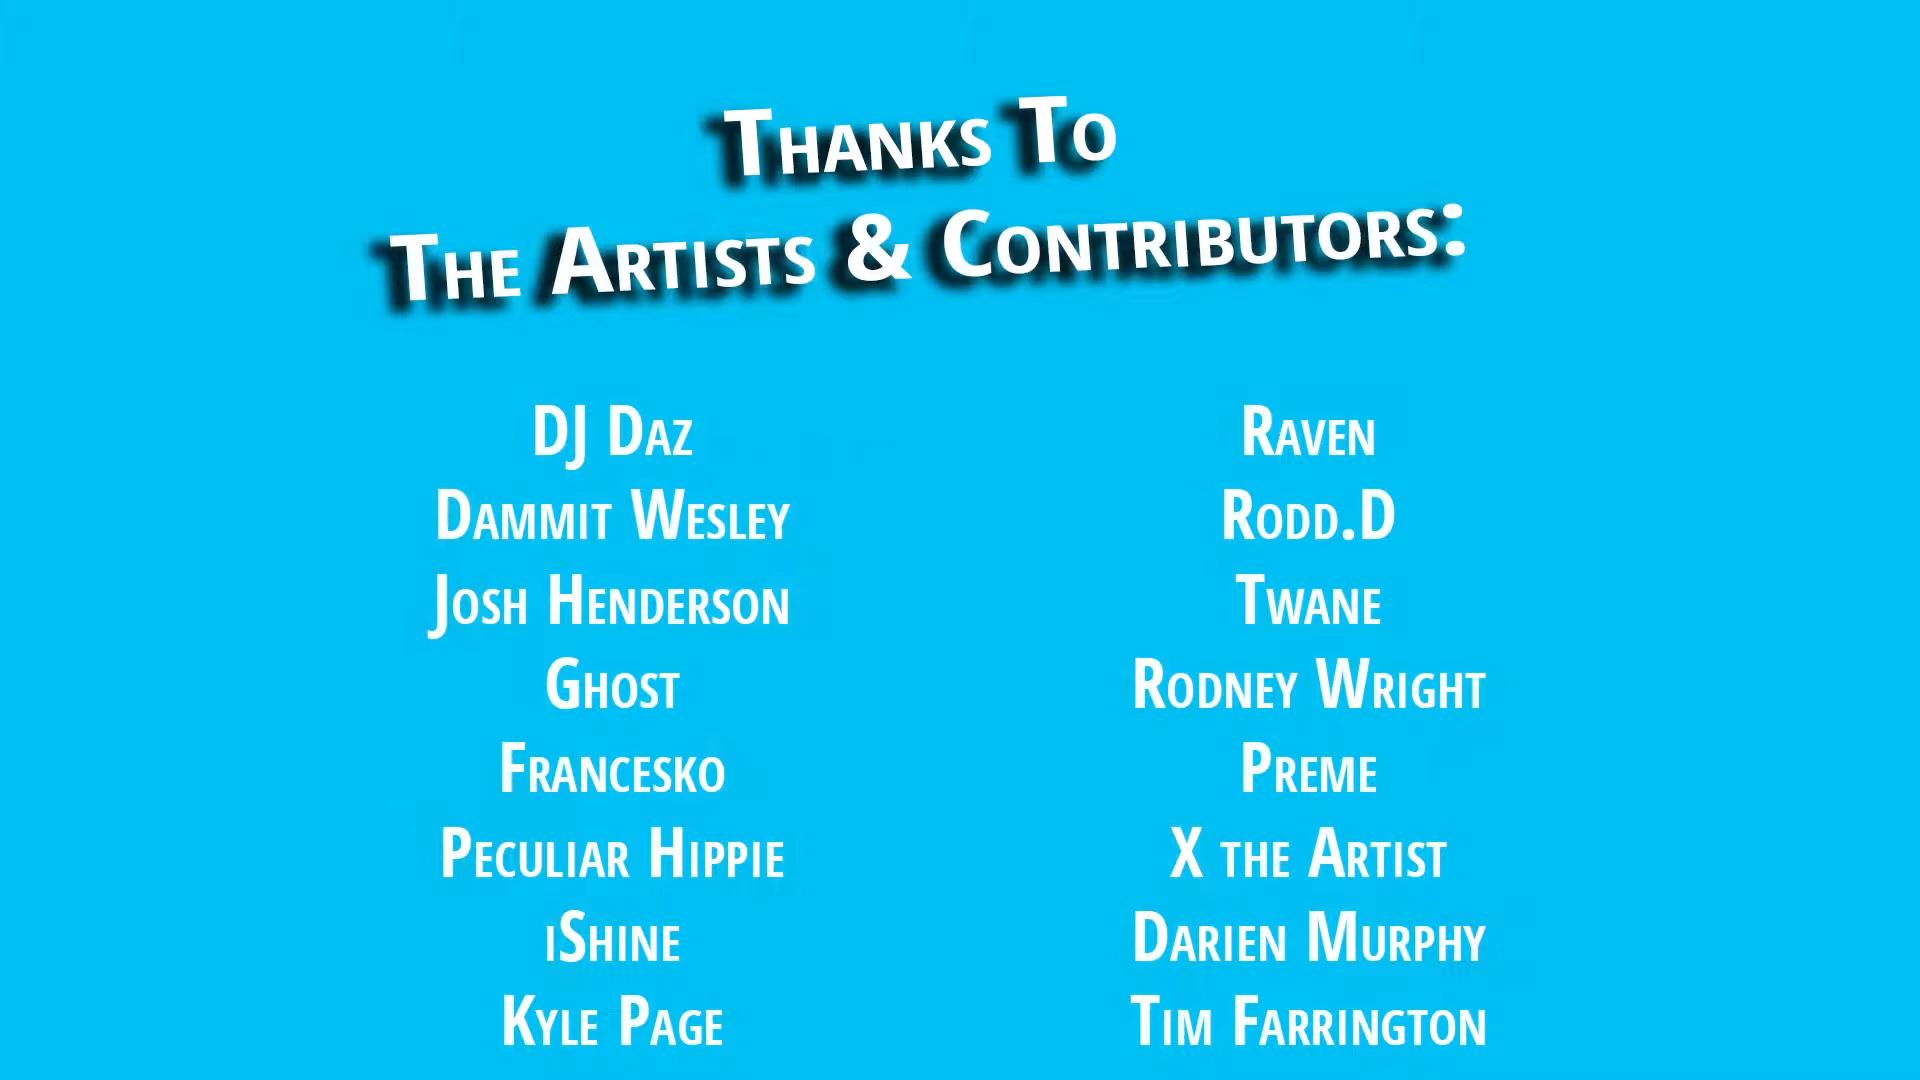 Thanks To
The Artists & Contributors:
DJ Daz
Dammit Wesley
Josh Henderson
Ghost
Francesko
Peculiar Hippie
iShine
Kyle Page
Raven
Rodd.D
Twane
Rodney Wright
Preme
X the Artist
Darien Murphy
Tim Farrington